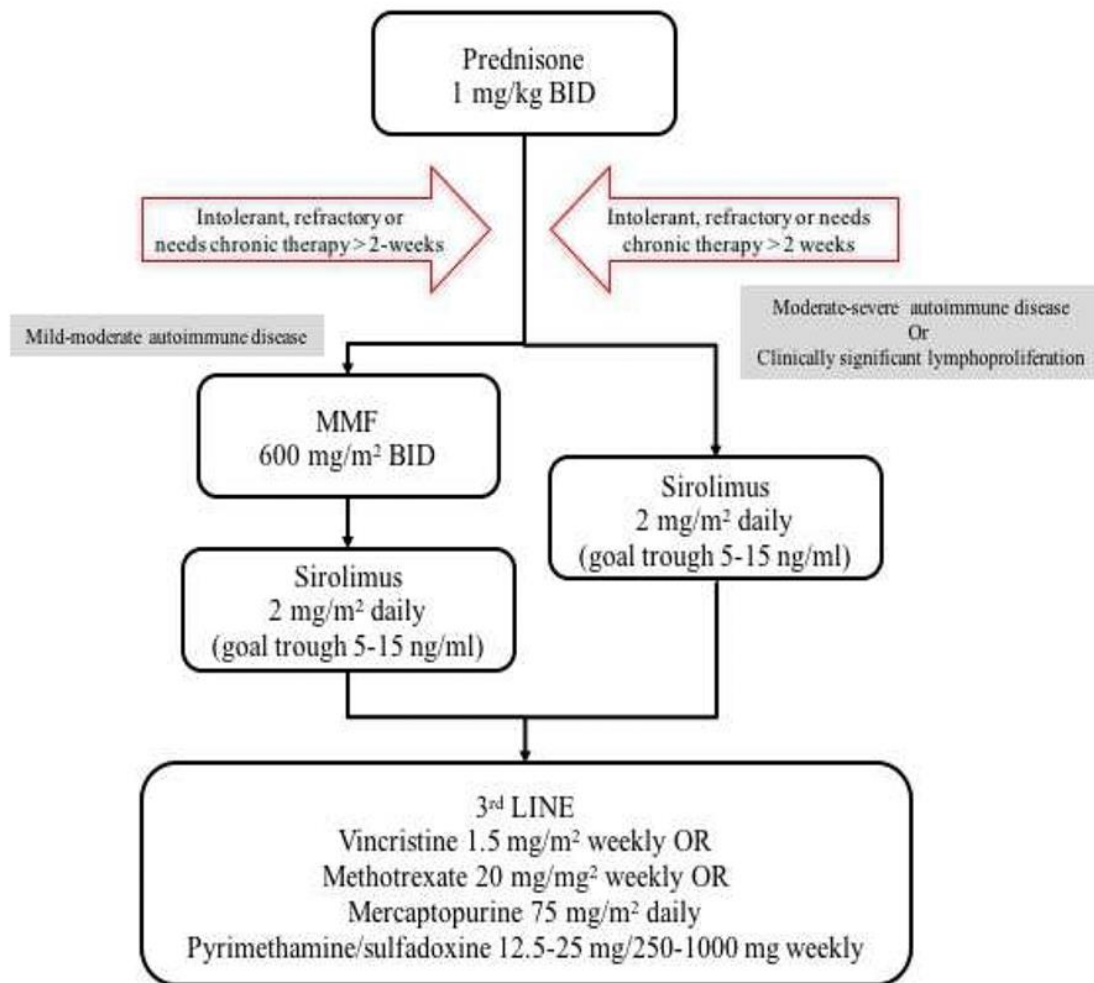 Prednisone
1 mg/kg BID
Intolerant, refractory or
needs chronic therapy > 2-weeks
Intolerant, refractory or needs
chronic therapy > 2 weeks
Mild-moderate autoimmune disease
Moderate-severe autoimmune disease
Or
Clinically significant lymphoproliferation
MMF
600 mg/m² BID
Sirolimus
2 mg/m² daily
(goal trough 5-15 ng/ml)
Sirolimus
2 mg/m² daily
(goal trough 5-15 ng/ml)
3rd LINE
Vincristine 1.5 mg/m² weekly OR
Methotrexate 20 mg/mg² weekly OR
Mercaptopurine 75 mg/m² daily
Pyrimethamine/sulfadoxine 12.5-25 mg/250-1000 mg weekly